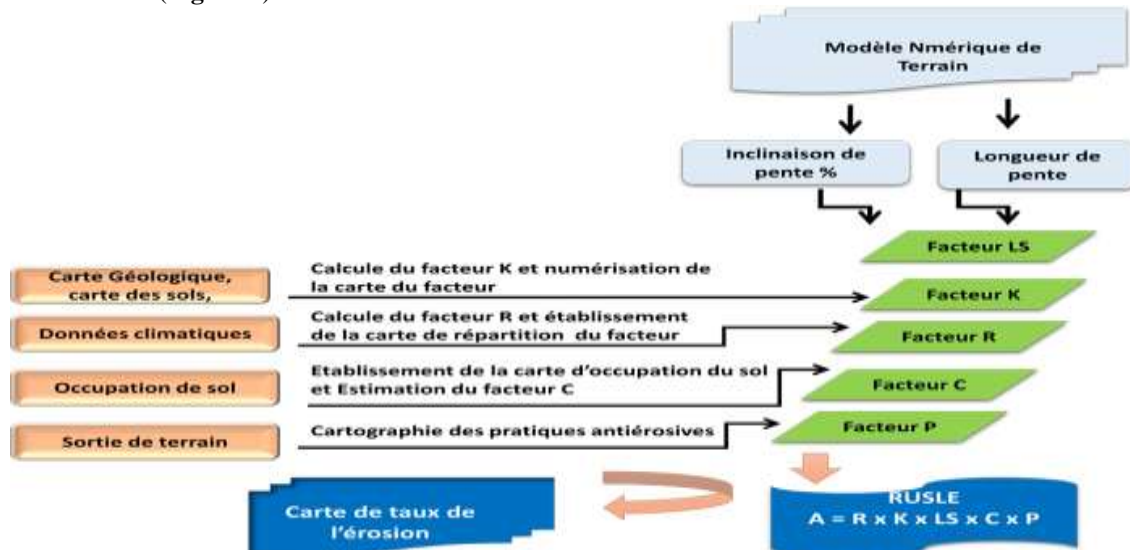 Modèle Nmérique de
Terrain
Inclinaison de
pente %
Longueur de
pente
Facteur LS
Carte Géologique,
carte des sols,
Calcule du facteur K et numérisation de
la carte du facteur
Facteur K
Données climatiques
Calcule du facteur R et établissement
de la carte de répartition du facteur
Facteur R
Occupation de sol
Etablissement de la carte d'occupation du sol
et Estimation du facteur C
Facteur C
Sortie de terrain
Cartographie des pratiques antiérosives
Facteur P
Carte de taux de
l'érosion
RUSLE
A = R x K x LS x C x P